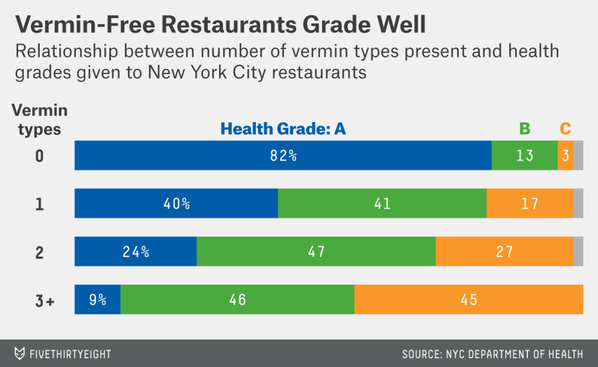 Vermin-Free Restaurants Grade Well
Relationship between number of vermin types present and health
grades given to New York City restaurants
Vermin
types
Health Grade: A B C
0 82% 13 3
1 40% 41 17
2 24% 47 27
3+ 9% 46 45
FIVETHIRTYEIGHT SOURCE: NYC DEPARTMENT OF HEALTH